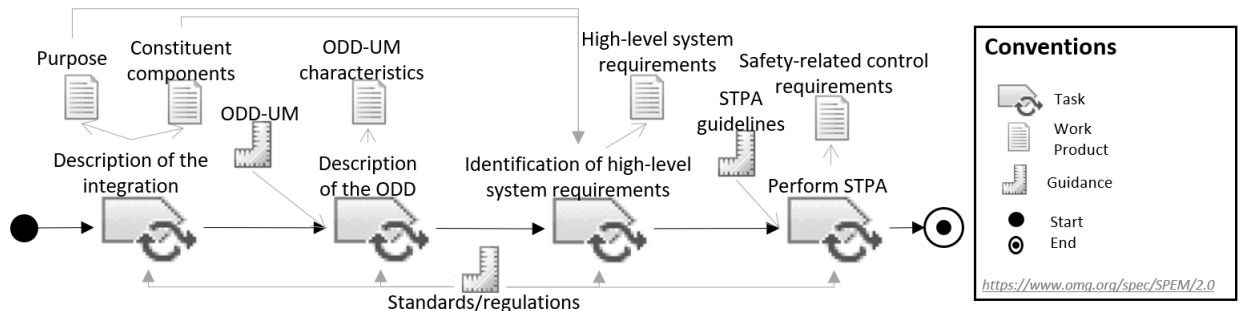 Purpose
Constituent
components
ODD-UM
characteristics
High-level system
requirements
Safety-related control
requirements
ODD-UM
STPA
guidelines
Description of the
integration
Description
of the ODD
Identification of high-level
system requirements
Perform STPA
Standards/regulations
Conventions
Task
Work
Product
Guidance
Start
End
https://www.omg.org/spec/SPEM/2.0